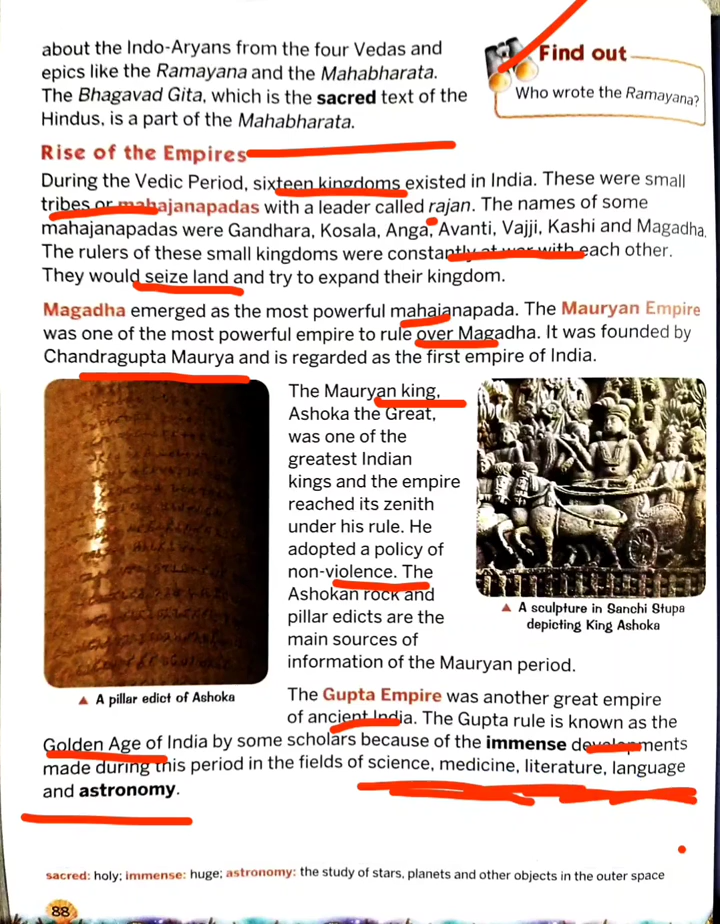 about the Indo-Aryans from the four Vedas and
epics like the Ramayana and the Mahabharata.
The Bhagavad Gita, which is the sacred text of the
Hindus, is a part of the Mahabharata.
Find out
Who wrote the Ramayana?
Rise of the Empires
During the Vedic Period, sixteen kingdoms existed in India. These were small
tribes or mahajanapadas with a leader called rajan. The names of some
mahajanapadas were Gandhara, Kosala, Anga, Avanti, Vajji, Kashi and Magadha.
The rulers of these small kingdoms were constantly at war with each other.
They would seize land and try to expand their kingdom.
Magadha emerged as the most powerful mahajanapada. The Mauryan Empire
was one of the most powerful empire to rule over Magadha. It was founded by
Chandragupta Maurya and is regarded as the first empire of India.
The Mauryan king,
Ashoka the Great,
was one of the
greatest Indian
kings and the empire
reached its zenith
under his rule. He
adopted a policy of
non-violence. The
Ashokan rock and
pillar edicts are the
main sources of
information of the Mauryan period.
▲ A sculpture in Sanchi Stupa
depicting King Ashoka
▲ A pillar edict of Ashoka
The Gupta Empire was another great empire
of ancient India. The Gupta rule is known as the
Golden Age of India by some scholars because of the immense developments
made during this period in the fields of science, medicine, literature, language
and astronomy.
sacred: holy; immense: huge; astronomy: the study of stars, planets and other objects in the outer space
88